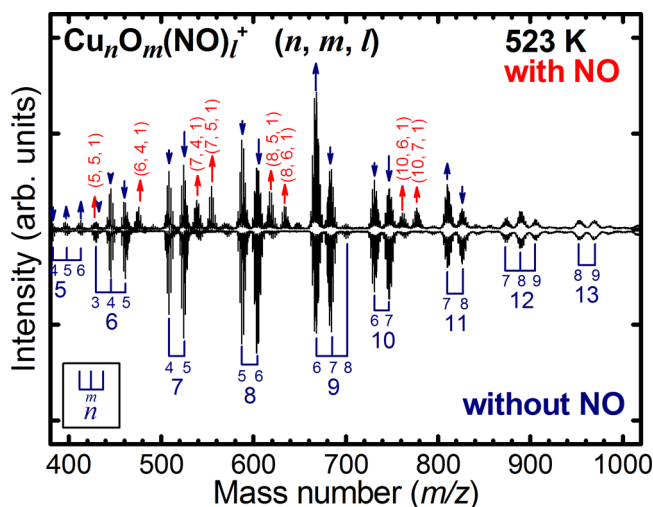 CuₙOₘ(NO)ₗ⁺ (n, m, l)
523 K
with NO
(5, 5, 1)
(6, 4, 1)
(7, 4, 1)
(7, 5, 1)
(8, 5, 1)
(8, 6, 1)
(10, 6, 1)
(10, 7, 1)
Intensity (arb. units)
4 5 6
5
3 4 5
6
4 5
7
5 6
8
6 7 8
9
6 7
10
7 8
11
7 8 9
12
8 9
13
m
n
without NO
400 500 600 700 800 900 1000
Mass number (m/z)